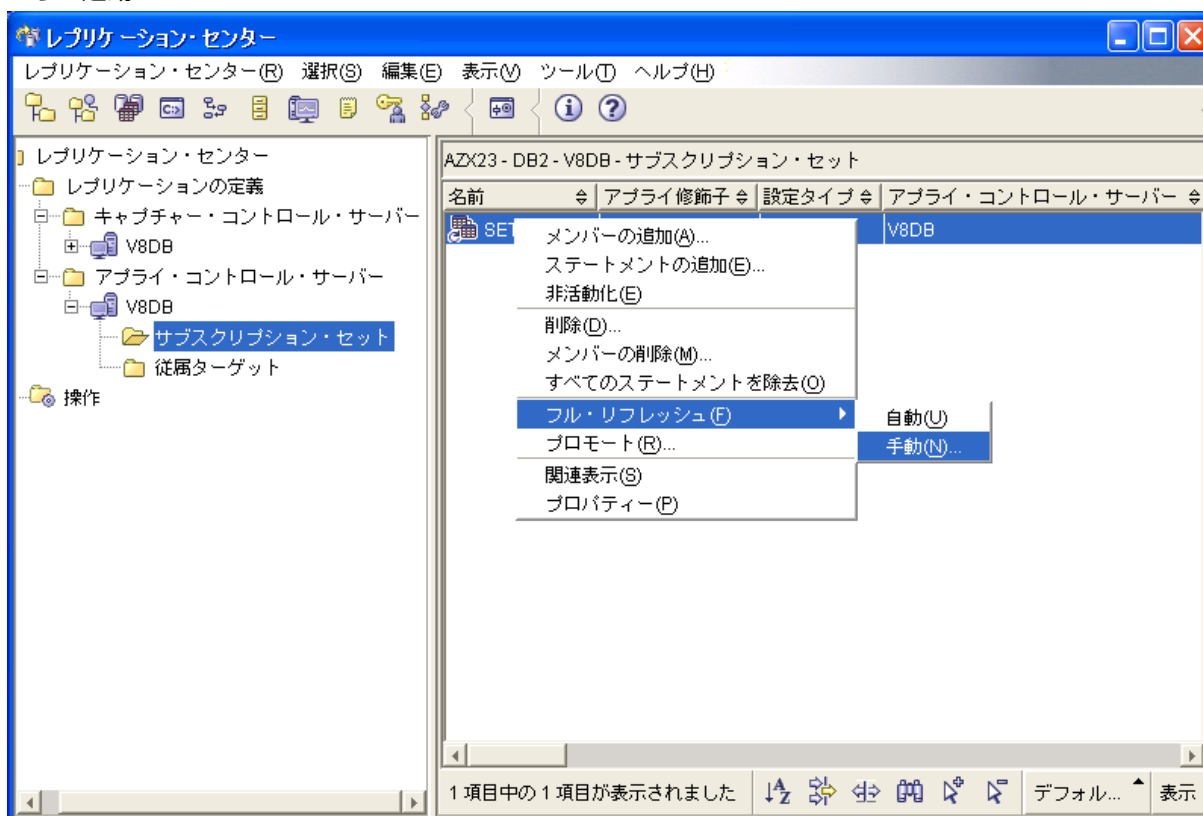 レプリケーション・センター
レプリケーション・センター(R) 選択(S) 編集(E) 表示(V) ツール(T) ヘルプ(H)
レプリケーション・センター
レプリケーションの定義
キャプチャー・コントロール・サーバー
V8DB
アプライ・コントロール・サーバー
V8DB
サブスクリプション・セット
従属ターゲット
操作
AZX23 - DB2 - V8DB - サブスクリプション・セット
名前 アプライ修飾子 設定タイプ アプライ・コントロール・サーバー
SET V8DB
メンバーの追加(A)...
ステートメントの追加(E)...
非活動化(E)
削除(D)...
メンバーの削除(M)...
すべてのステートメントを除去(O)
フル・リフレッシュ(F)
プロモート(R)...
関連表示(S)
プロパティー(P)
自動(U)
手動(N)...
1 項目中の 1 項目が表示されました デフォル... 表示